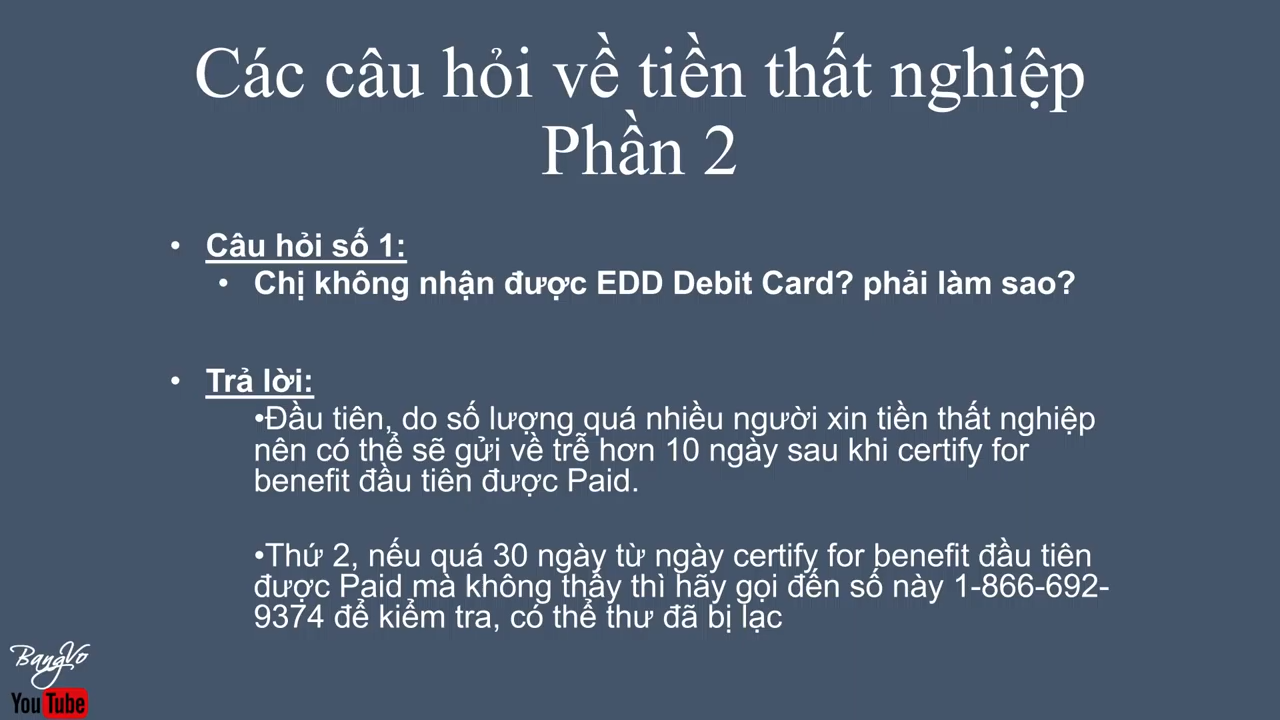 Các câu hỏi về tiền thất nghiệp
Phần 2
• Câu hỏi số 1:
• Chị không nhận được EDD Debit Card? phải làm sao?
• Trả lời:
•Đầu tiên, do số lượng quá nhiều người xin tiền thất nghiệp
nên có thể sẽ gửi về trễ hơn 10 ngày sau khi certify for
benefit đầu tiên được Paid.
•Thứ 2, nếu quá 30 ngày từ ngày certify for benefit đầu tiên
được Paid mà không thấy thì hãy gọi đến số này 1-866-692-
9374 để kiểm tra, có thể thư đã bị lạc
BangVo
YouTube